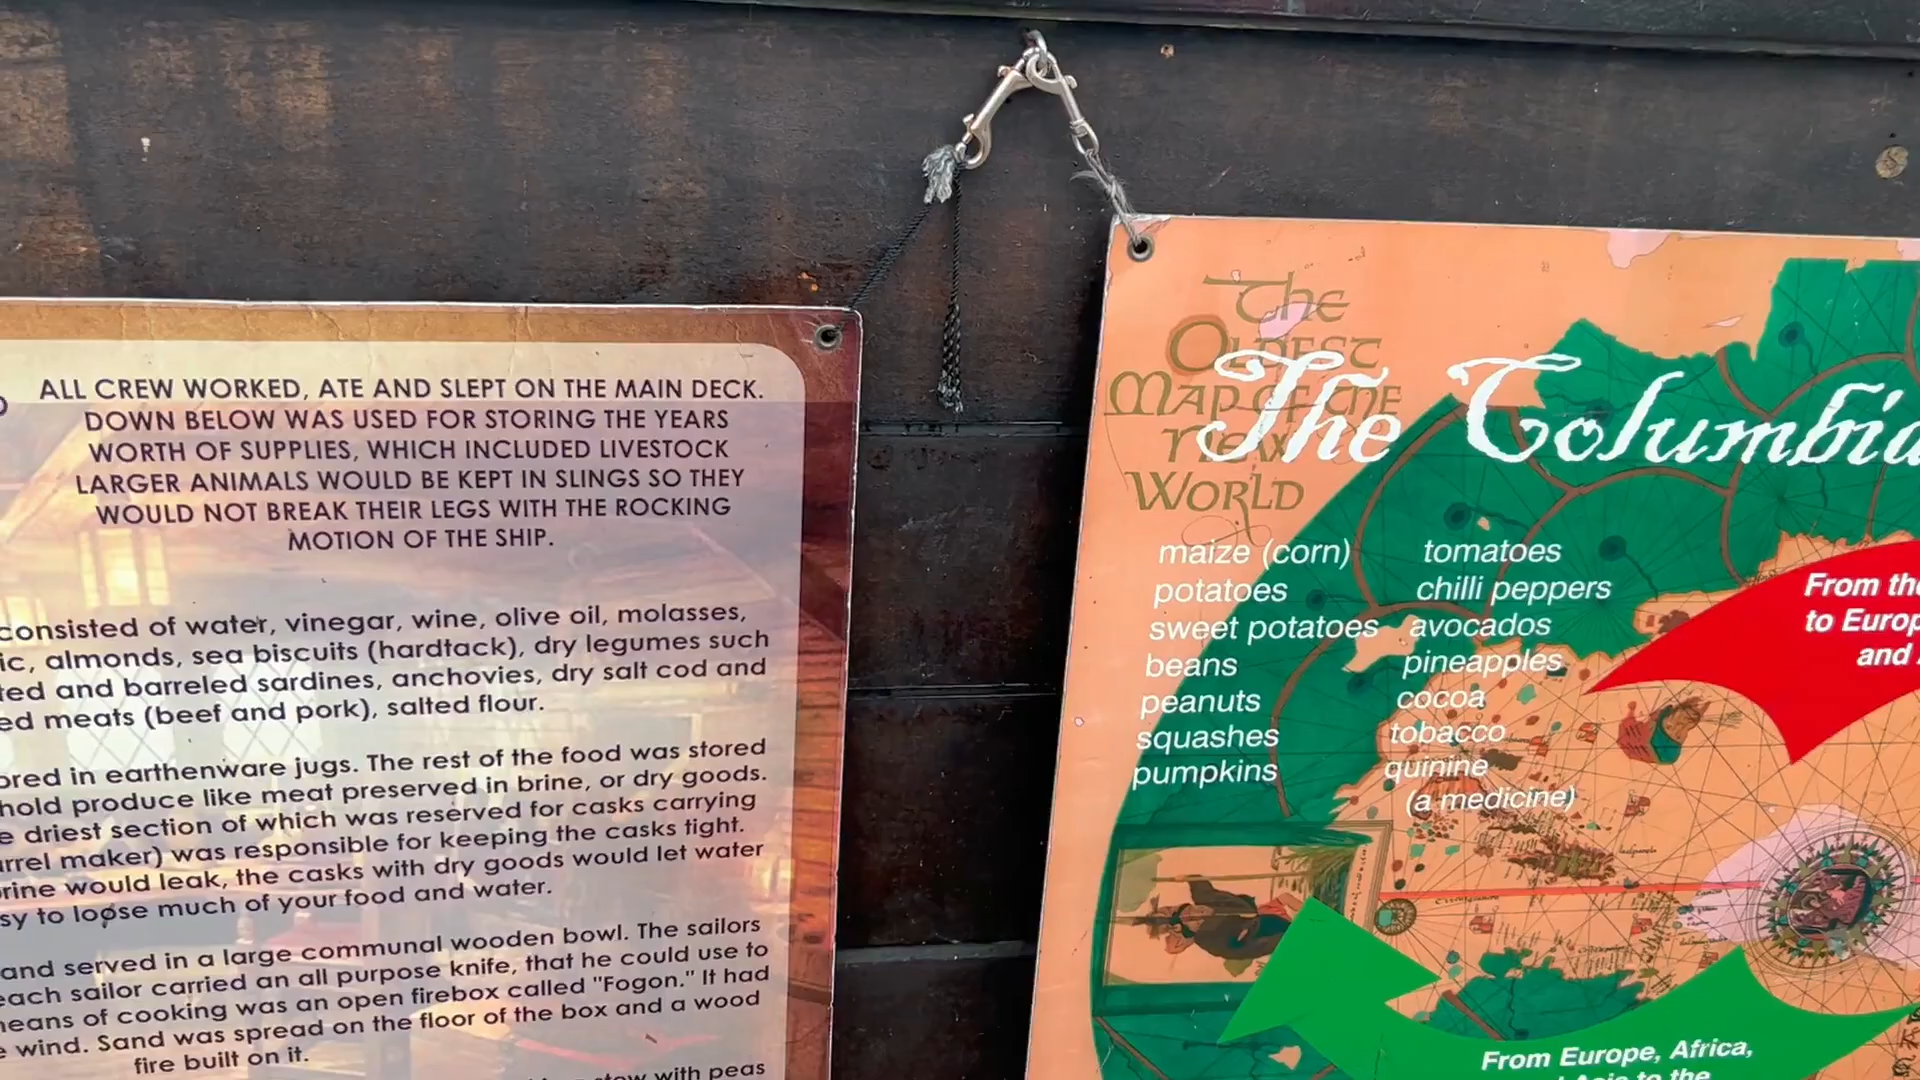 ALL CREW WORKED, ATE AND SLEPT ON THE MAIN DECK.
DOWN BELOW WAS USED FOR STORING THE YEARS
WORTH OF SUPPLIES, WHICH INCLUDED LIVESTOCK
LARGER ANIMALS WOULD BE KEPT IN SLINGS SO THEY
WOULD NOT BREAK THEIR LEGS WITH THE ROCKING
MOTION OF THE SHIP.
consisted of water, vinegar, wine, olive oil, molasses,
almonds, sea biscuits (hardtack), dry legumes such
and barreled sardines, anchovies, dry salt cod and
meats (beef and pork), salted flour.
in earthenware jugs. The rest of the food was stored
hold produce like meat preserved in brine, or dry goods.
driest section of which was reserved for casks carrying
maker) was responsible for keeping the casks tight.
would leak, the casks with dry goods would let water
to loose much of your food and water.
and served in a large communal wooden bowl. The sailors
each sailor carried an all purpose knife, that he could use to
of cooking was an open firebox called "Fogon." It had
wind. Sand was spread on the floor of the box and a wood
fire built on it.
with peas
The
Oldest
Map of the
New
World
The Columbia
maize (corn)
potatoes
sweet potatoes
beans
peanuts
squashes
pumpkins
tomatoes
chilli peppers
avocados
pineapples
cocoa
tobacco
quinine
(a medicine)
From the
to Europ
and
From Europe, Africa,
Asia to the